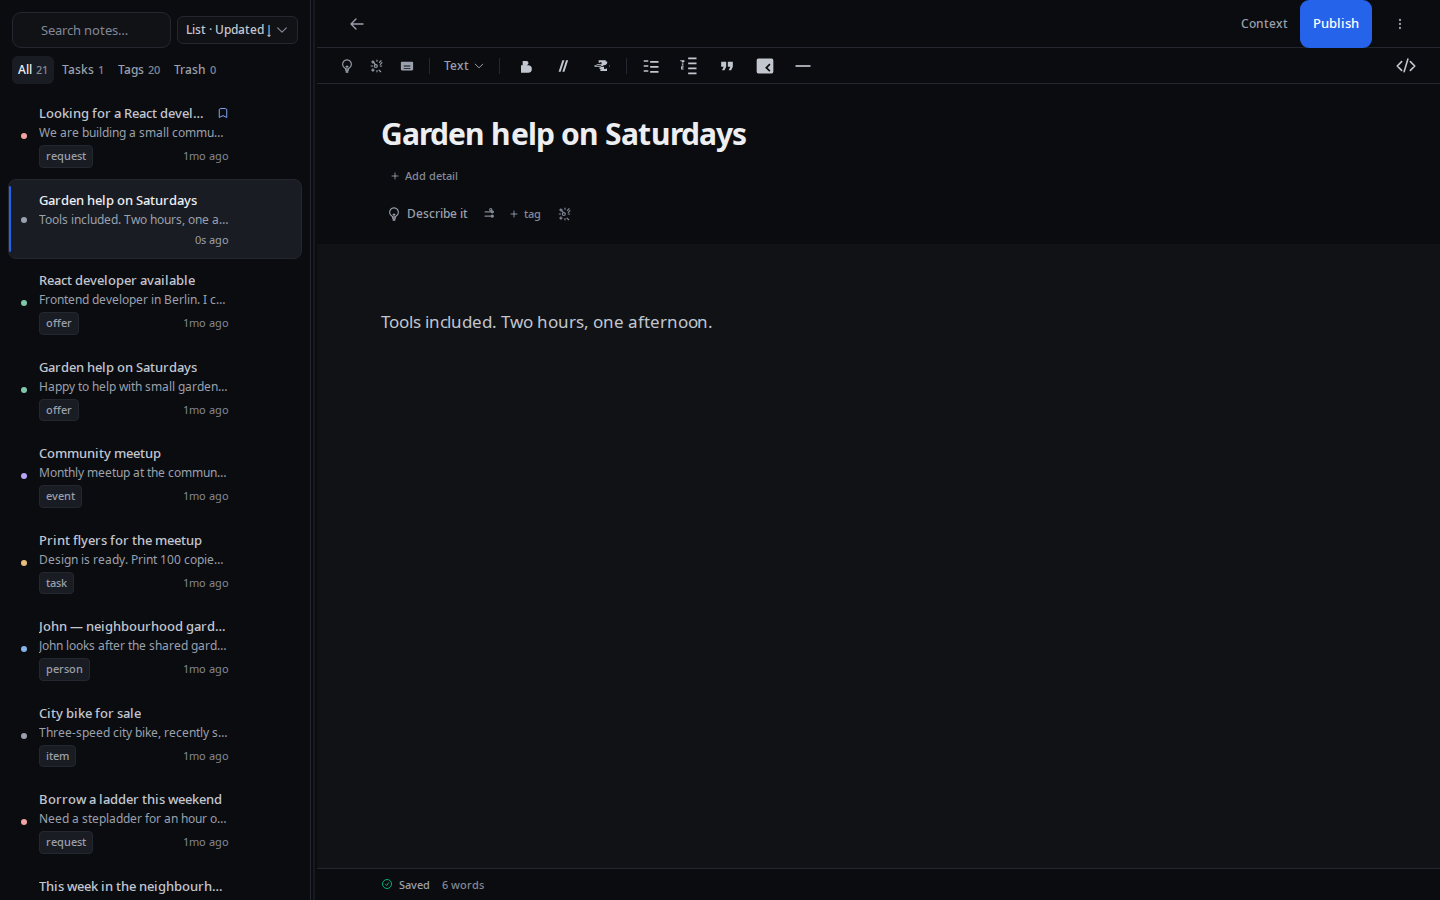 Search notes...
List · Updated ↓
All 21
Tasks 1
Tags 20
Trash 0
Looking for a React devel...
We are building a small commu...
request
1mo ago
Garden help on Saturdays
Tools included. Two hours, one a...
0s ago
React developer available
Frontend developer in Berlin. I c...
offer
1mo ago
Garden help on Saturdays
Happy to help with small garden...
offer
1mo ago
Community meetup
Monthly meetup at the commun...
event
1mo ago
Print flyers for the meetup
Design is ready. Print 100 copie...
task
1mo ago
John — neighbourhood gard...
John looks after the shared gard...
person
1mo ago
City bike for sale
Three-speed city bike, recently s...
item
1mo ago
Borrow a ladder this weekend
Need a stepladder for an hour o...
request
1mo ago
This week in the neighbourh...
Context
Publish
Text
Garden help on Saturdays
+ Add detail
Describe it
+ tag
Tools included. Two hours, one afternoon.
Saved
6 words